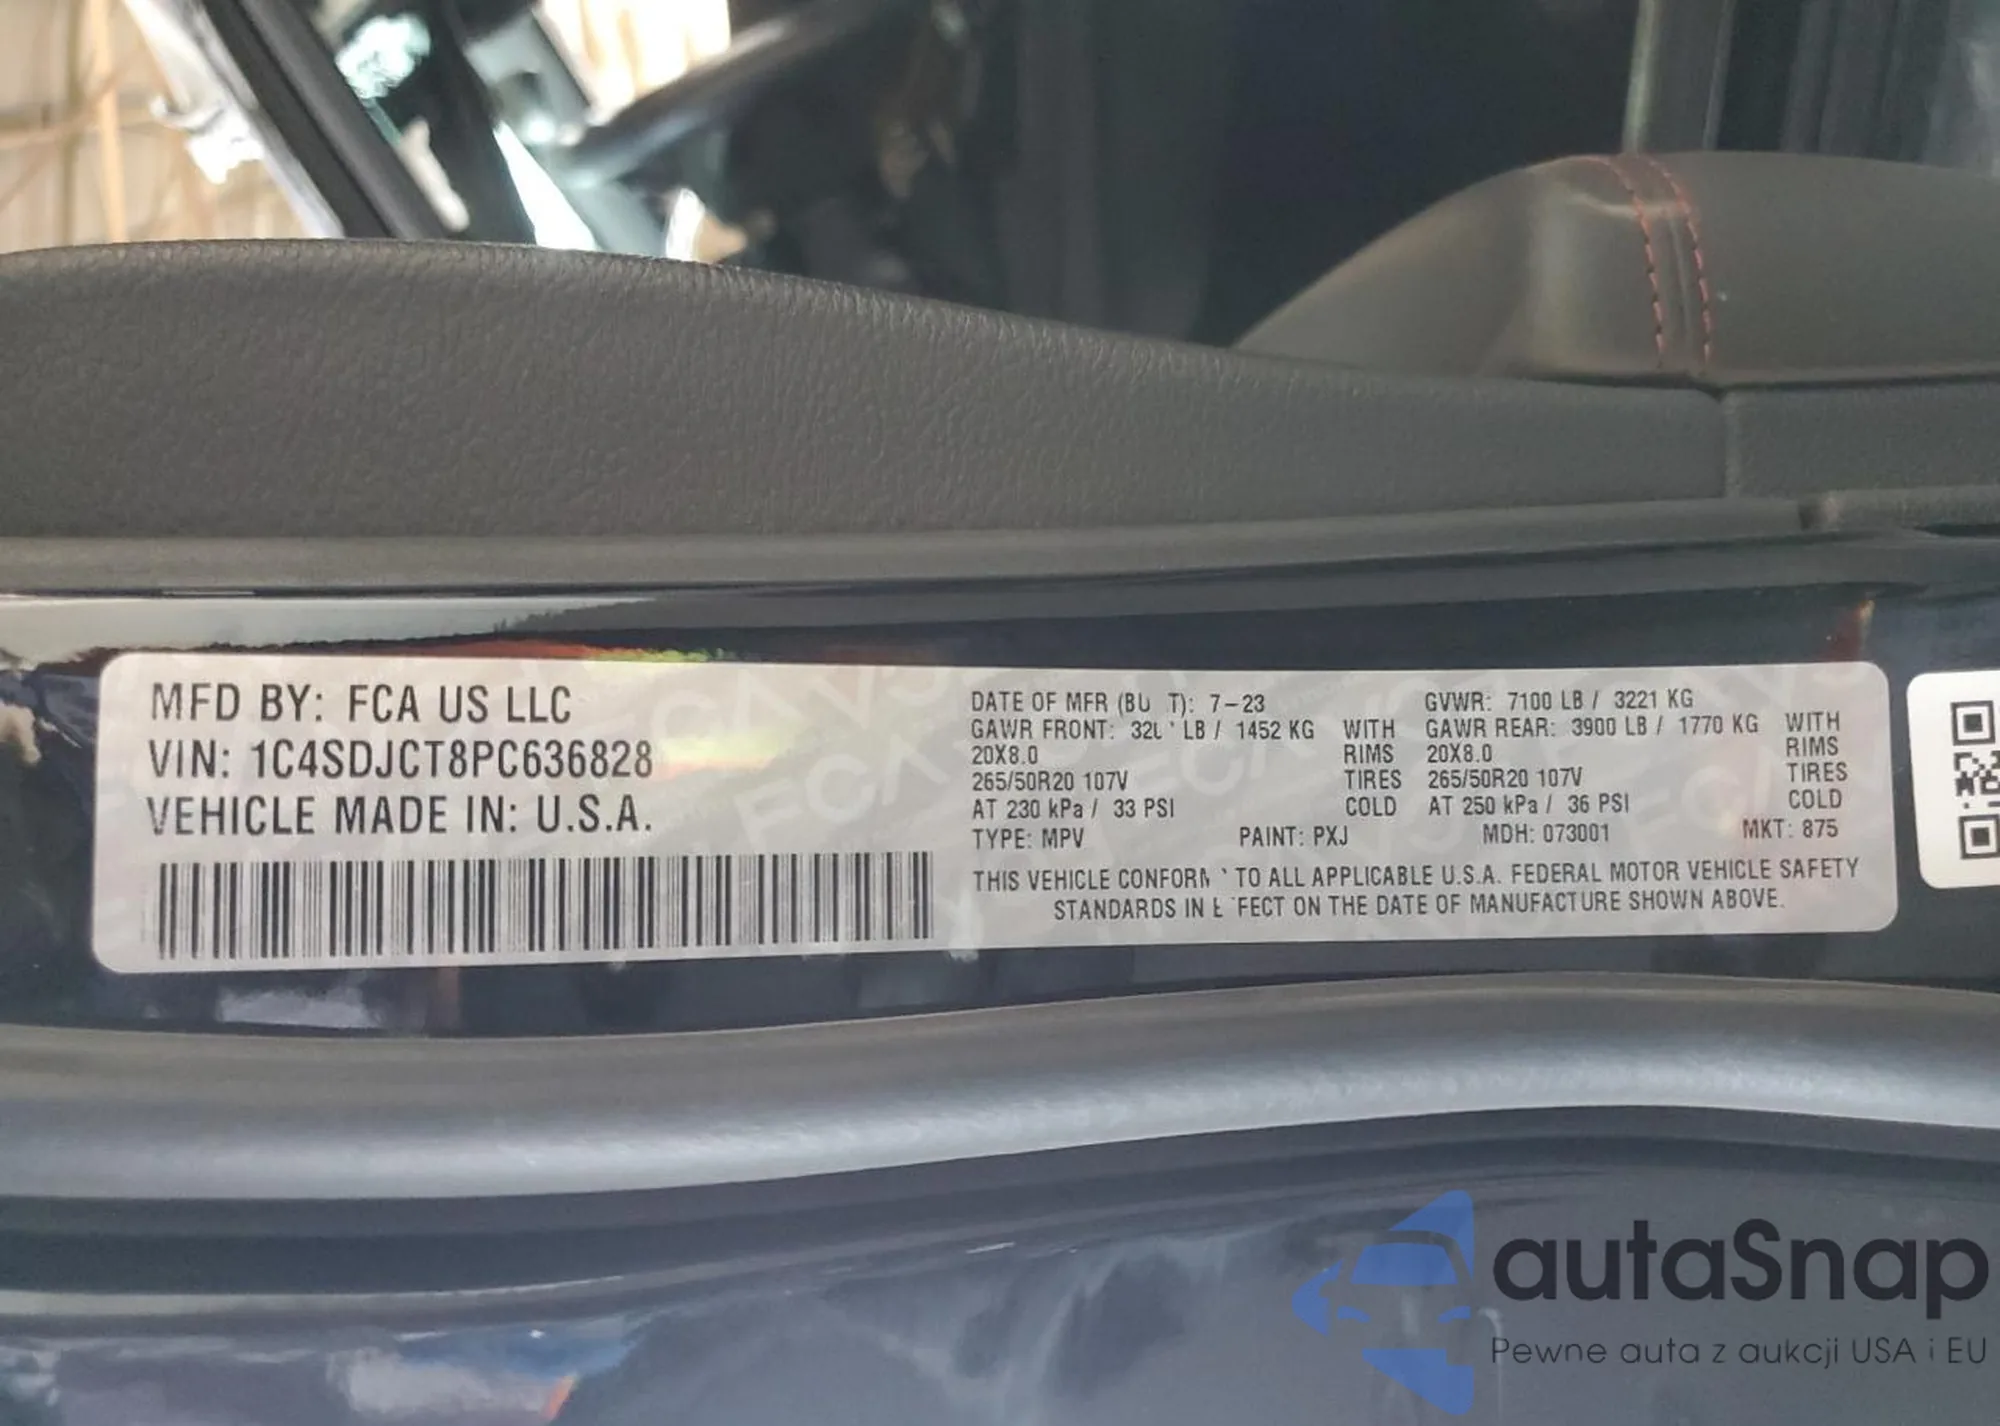 MFD BY: FCA US LLC
VIN: 1C4SDJCT8PC636828
VEHICLE MADE IN: U.S.A.
DATE OF MFR (BU T): 7-23
GVWR: 7100 LB / 3221 KG
GAWR FRONT: LB / 1452 KG WITH
GAWR REAR: 3900 LB / 1770 KG WITH
20X8.0 RIMS
20X8.0 RIMS
265/50R20 107V TIRES
265/50R20 107V TIRES
AT 230 kPa / 33 PSI COLD
AT 250 kPa / 36 PSI COLD
TYPE: MPV PAINT: PXJ MDH: 073001 MKT: 875
THIS VEHICLE TO ALL APPLICABLE U.S.A. FEDERAL MOTOR VEHICLE SAFETY
STANDARDS IN FECT ON THE DATE OF MANUFACTURE SHOWN ABOVE.
autaSnap
Pewne auta z aukcji USA i EU